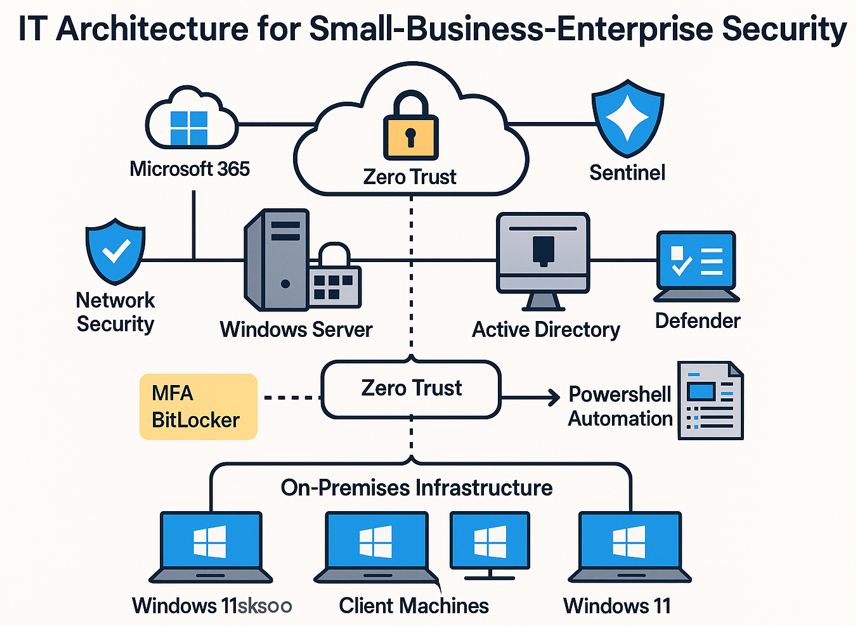 IT Architecture for Small-Business-Enterprise Security
Microsoft 365
Zero Trust
Sentinel
Network
Security
Windows Server
Active Directory
Defender
MFA
BitLocker
Zero Trust
Powershell
Automation
On-Premises Infrastructure
Windows 11sksoo
Client Machines
Windows 11